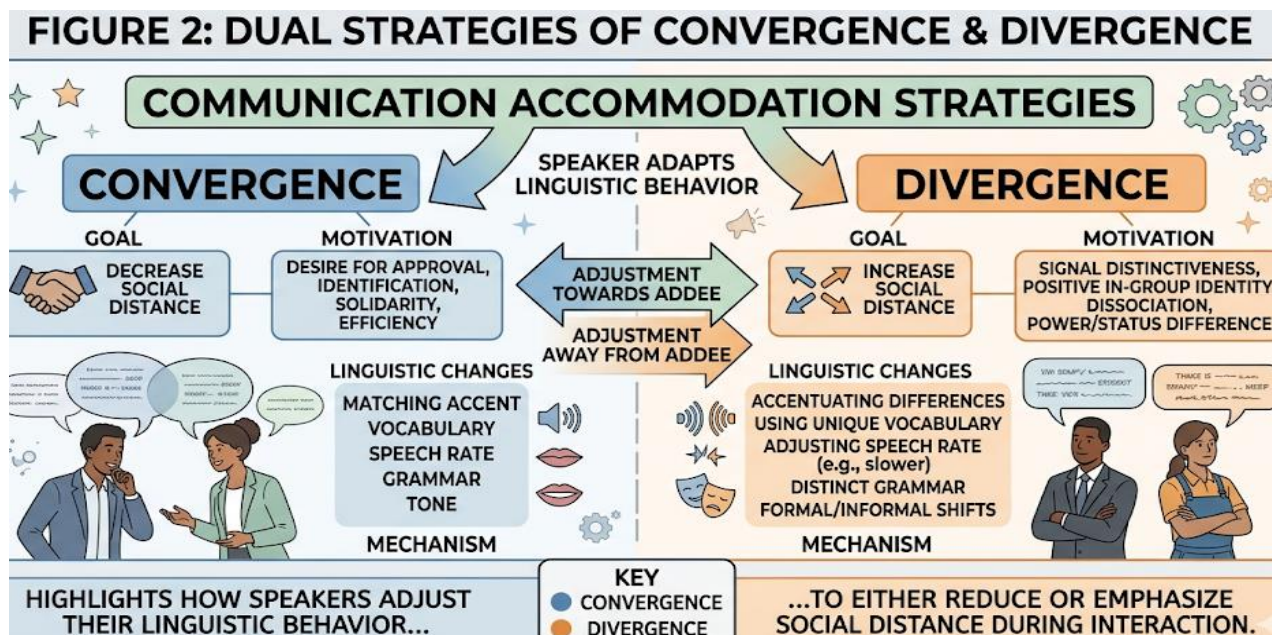 FIGURE 2: DUAL STRATEGIES OF CONVERGENCE & DIVERGENCE
COMMUNICATION ACCOMMODATION STRATEGIES
SPEAKER ADAPTS
LINGUISTIC BEHAVIOR
CONVERGENCE
GOAL
DECREASE
SOCIAL
DISTANCE
MOTIVATION
DESIRE FOR APPROVAL,
IDENTIFICATION,
SOLIDARITY,
EFFICIENCY
ADJUSTMENT
TOWARDS ADDEE
ADJUSTMENT
AWAY FROM ADDEE
LINGUISTIC CHANGES
MATCHING ACCENT
VOCABULARY
SPEECH RATE
GRAMMAR
TONE
MECHANISM
DIVERGENCE
GOAL
INCREASE
SOCIAL
DISTANCE
MOTIVATION
SIGNAL DISTINCTIVENESS,
POSITIVE IN-GROUP IDENTITY
DISSOCIATION,
POWER/STATUS DIFFERENCE
LINGUISTIC CHANGES
ACCENTUATING DIFFERENCES
USING UNIQUE VOCABULARY
ADJUSTING SPEECH RATE
(e.g., slower)
DISTINCT GRAMMAR
FORMAL/INFORMAL SHIFTS
MECHANISM
HIGHLIGHTS HOW SPEAKERS ADJUST
THEIR LINGUISTIC BEHAVIOR...
KEY
CONVERGENCE
DIVERGENCE
...TO EITHER REDUCE OR EMPHASIZE
SOCIAL DISTANCE DURING INTERACTION.